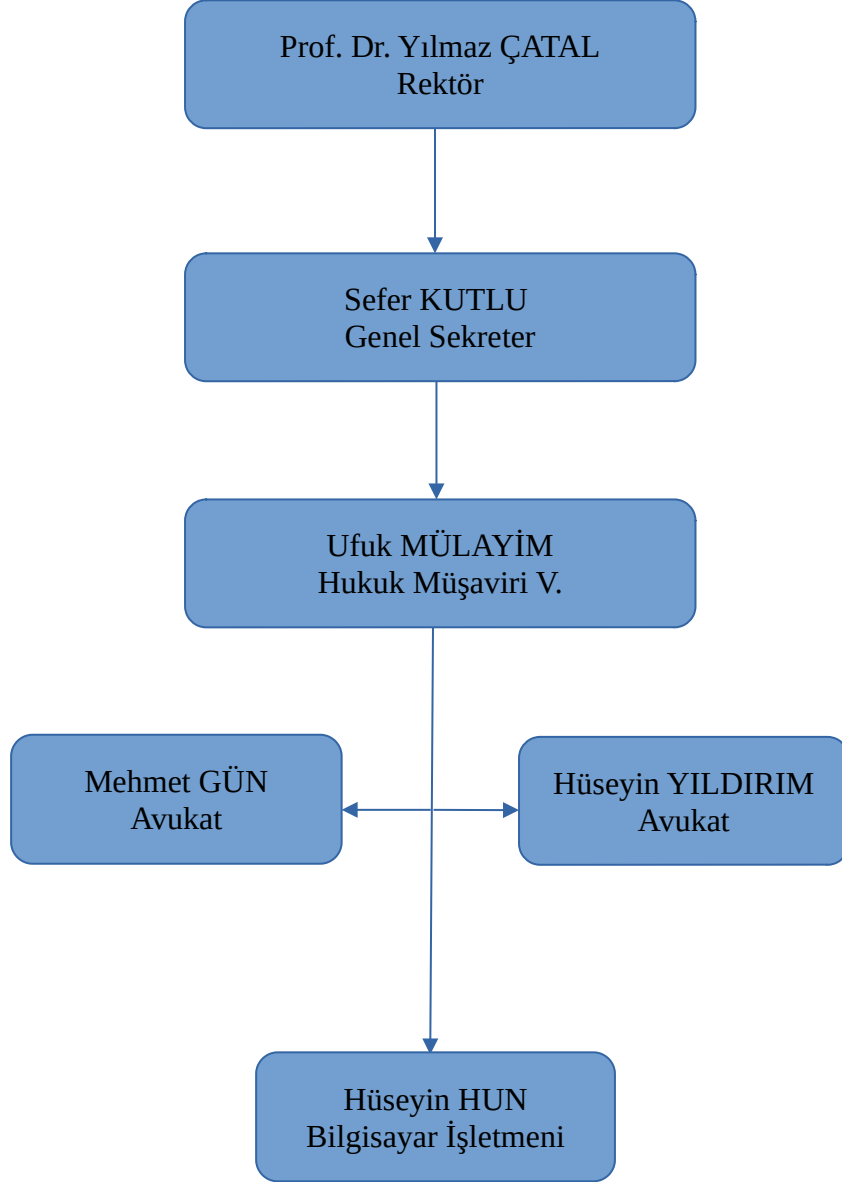 Prof. Dr. Yılmaz ÇATAL
Rektör
Sefer KUTLU
Genel Sekreter
Ufuk MÜLAYİM
Hukuk Müşaviri V.
Mehmet GÜN
Avukat
Hüseyin YILDIRIM
Avukat
Hüseyin HUN
Bilgisayar İşletmeni